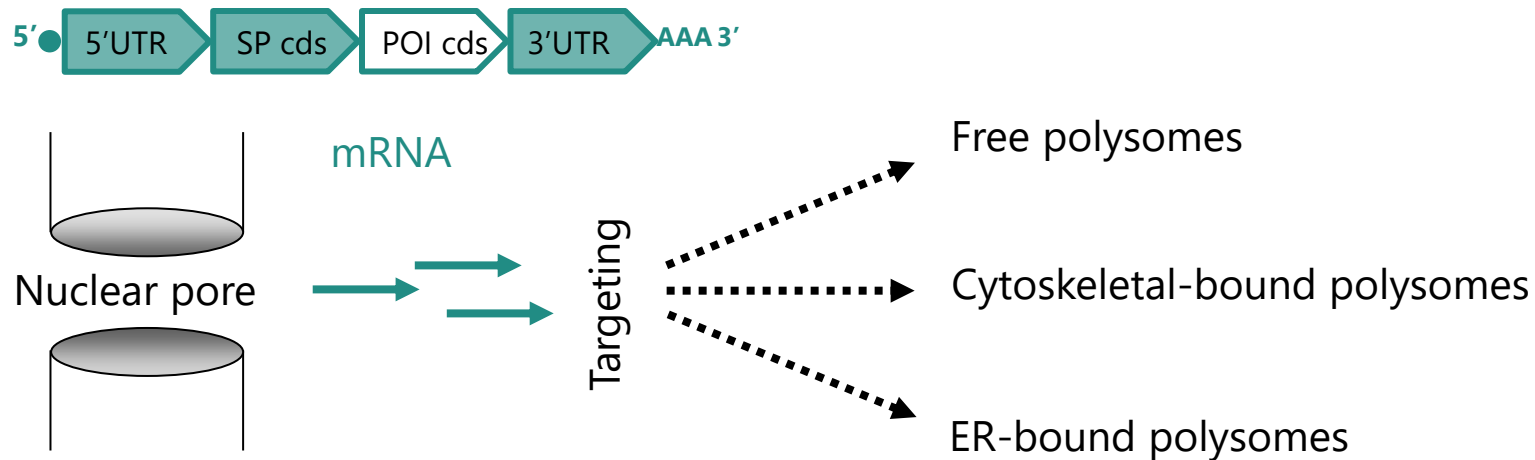 5’ 5’UTR SP cds POI cds 3’UTR AAA 3’
mRNA
Free polysomes
Nuclear pore
Targeting
Cytoskeletal-bound polysomes
ER-bound polysomes